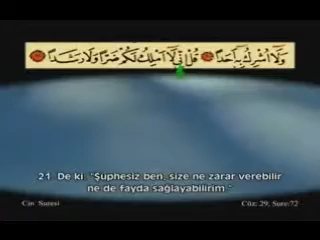 وَلَا أُشْرِكُ بِهِ أَحَدًا ۝ قُلْ إِنِّي لَا أَمْلِكُ لَكُمْ ضَرًّا وَلَا رَشَدًا ۝
21 De ki "Şüphesiz ben, size ne zarar verebilir
ne de fayda sağlayabilirim "
Cin Suresi
Cüz: 29, Sure:72